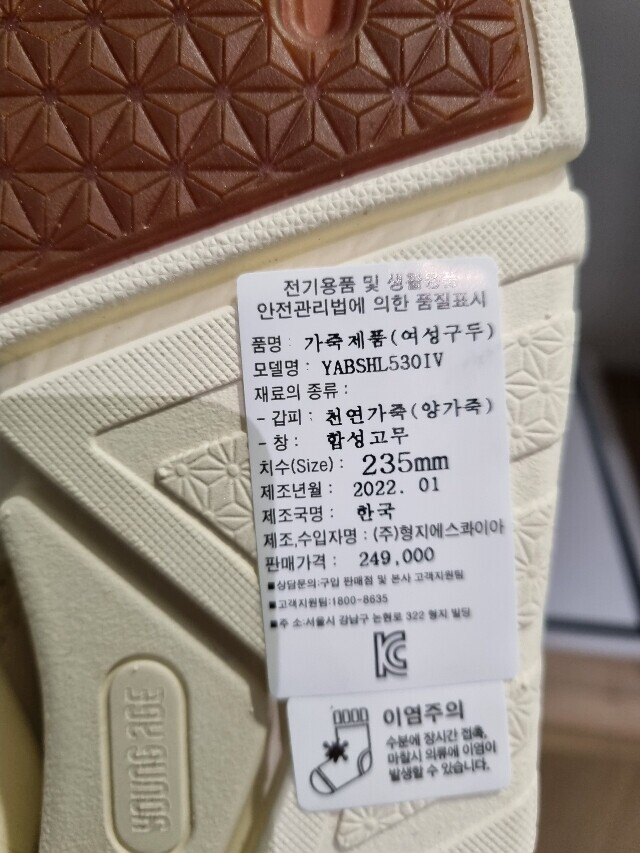 전기용품 및 생활용품
안전관리법에 의한 품질표시
품명 : 가죽제품(여성구두)
모델명 : YABSHL530IV
재료의 종류 :
- 갑피 : 천연가죽(양가죽)
- 창 : 합성고무
치수(Size) : 235mm
제조년월 : 2022. 01
제조국명 : 한국
제조,수입자명 : (주)형지에스콰이아
판매가격 : 249,000
■상담문의:구입 판매점 및 본사 고객지원팀
■고객지원팀:1800-8635
■주 소:서울시 강남구 논현로 322 형지 빌딩
이염주의
수분에 장시간 접촉,
마찰시 의류에 이염이
발생할 수 있습니다.
YOUNG AGE